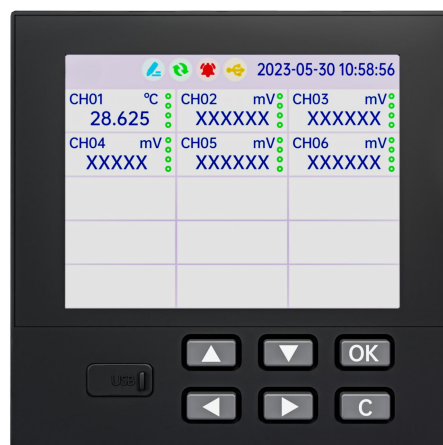 2023-05-30 10:58:56
CH01 °C CH02 mV CH03 mV
28.625 XXXXXX XXXXXX
CH04 mV CH05 mV CH06 mV
XXXXX XXXXXX XXXXXX
OK
USB
C